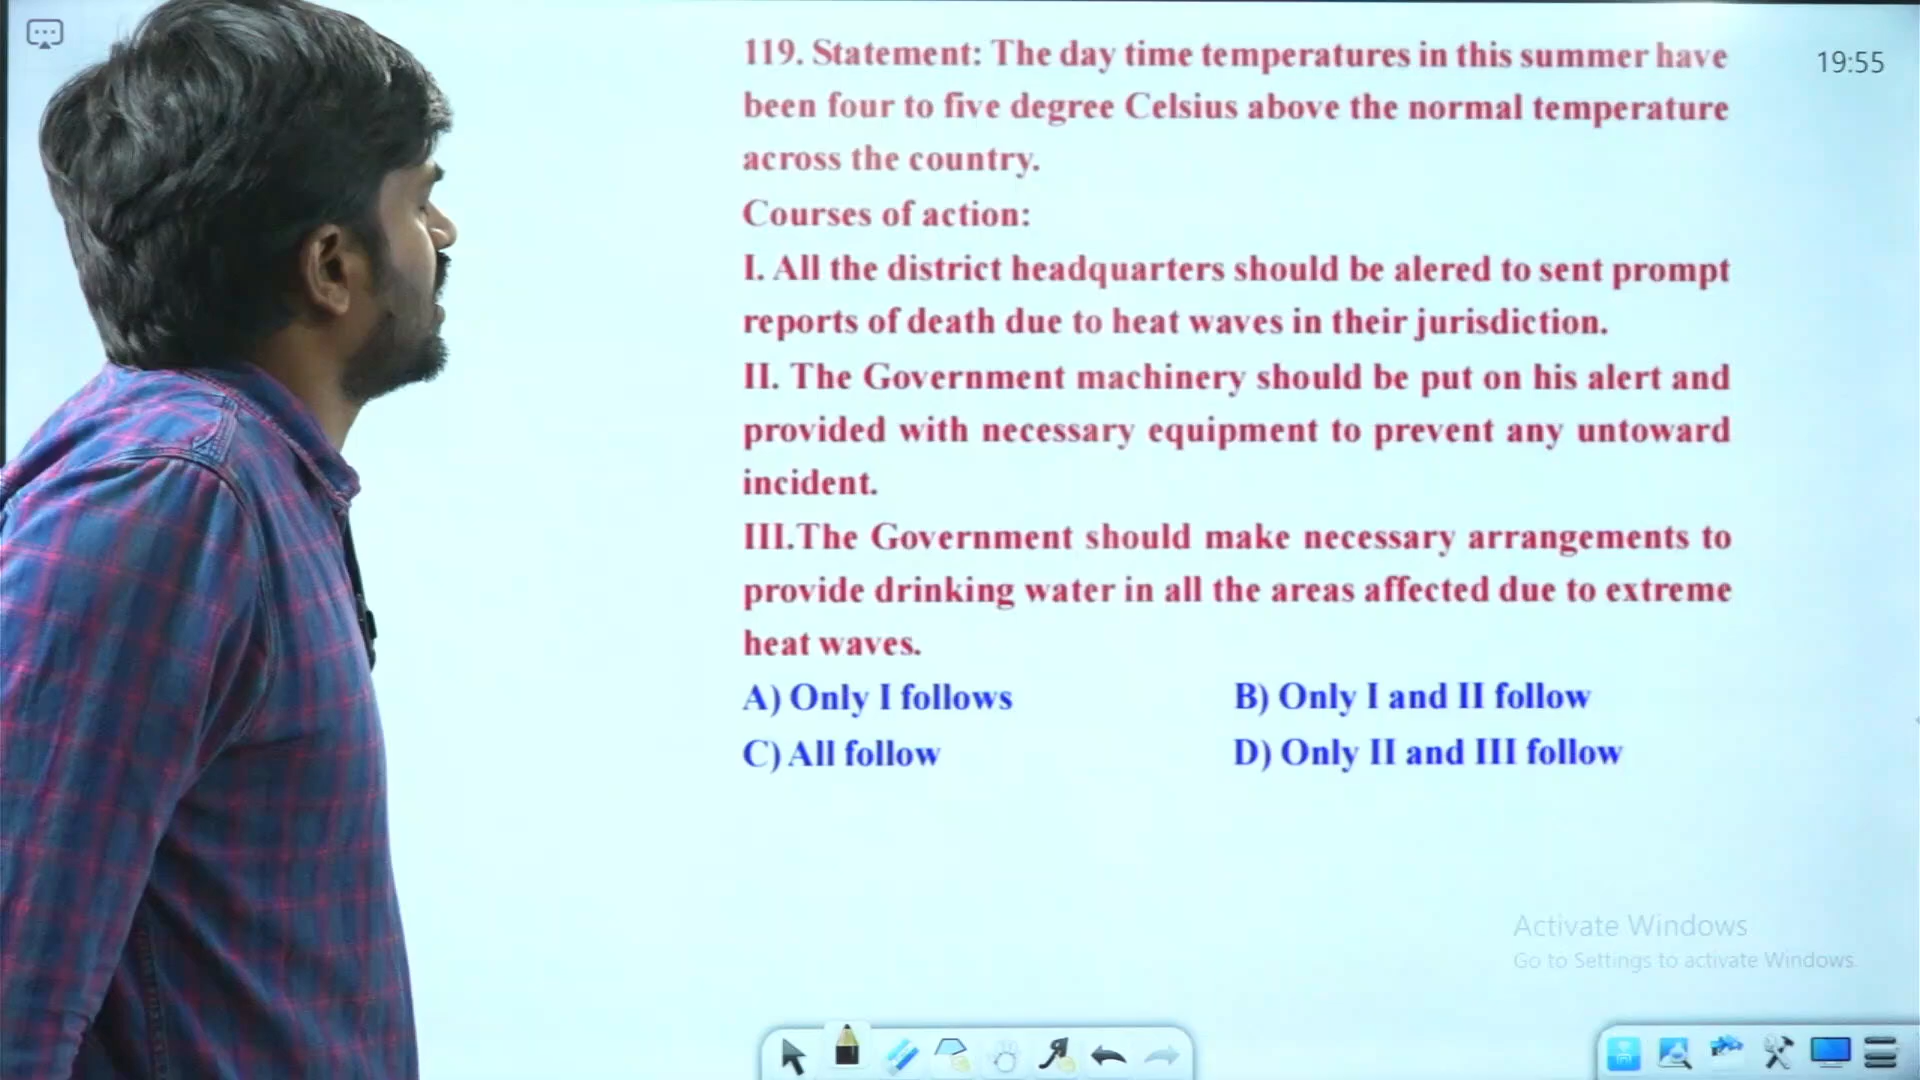 119. Statement: The day time temperatures in this summer have
been four to five degree Celsius above the normal temperature
across the country.
Courses of action:
I. All the district headquarters should be alered to sent prompt
reports of death due to heat waves in their jurisdiction.
II. The Government machinery should be put on his alert and
provided with necessary equipment to prevent any untoward
incident.
III.The Government should make necessary arrangements to
provide drinking water in all the areas affected due to extreme
heat waves.
A) Only I follows
B) Only I and II follow
C) All follow
D) Only II and III follow
19:55
Activate Windows
Go to Settings to activate Windows.